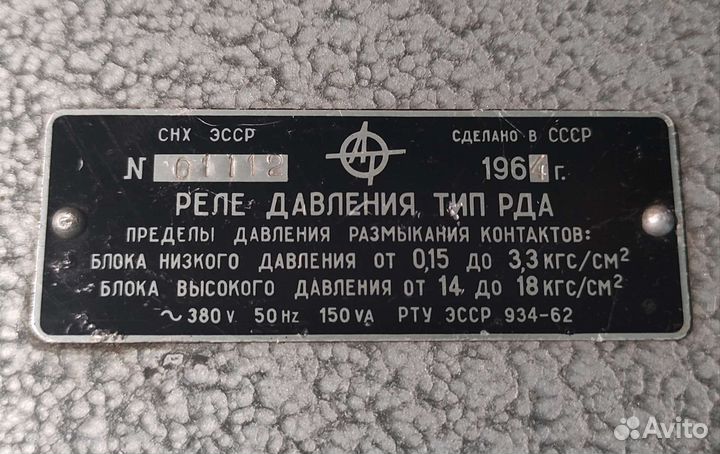 СНХ ЭССР СДЕЛАНО В СССР
N 61112 1964 г.
РЕЛЕ ДАВЛЕНИЯ ТИП РДА
ПРЕДЕЛЫ ДАВЛЕНИЯ РАЗМЫКАНИЯ КОНТАКТОВ:
БЛОКА НИЗКОГО ДАВЛЕНИЯ ОТ 0,15 ДО 3,3 КГС/СМ²
БЛОКА ВЫСОКОГО ДАВЛЕНИЯ ОТ 14 ДО 18 КГС/СМ²
~ 380 V 50 HZ 150 VA РТУ ЭССР 934-62
Avito